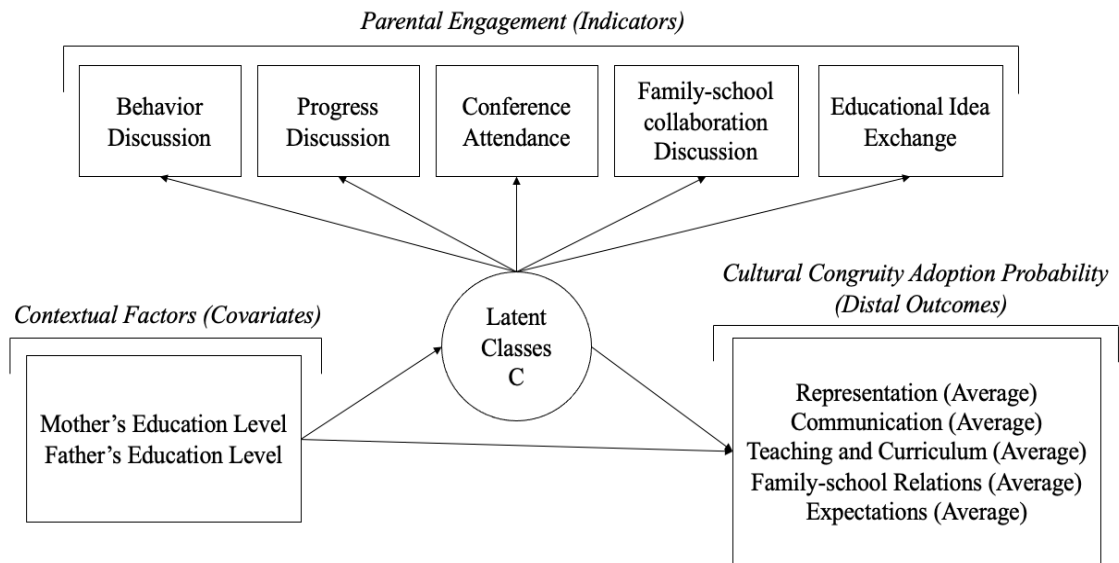 Parental Engagement (Indicators)
Behavior
Discussion
Progress
Discussion
Conference
Attendance
Family-school
collaboration
Discussion
Educational Idea
Exchange
Contextual Factors (Covariates)
Mother’s Education Level
Father’s Education Level
Latent
Classes
C
Cultural Congruity Adoption Probability
(Distal Outcomes)
Representation (Average)
Communication (Average)
Teaching and Curriculum (Average)
Family-school Relations (Average)
Expectations (Average)